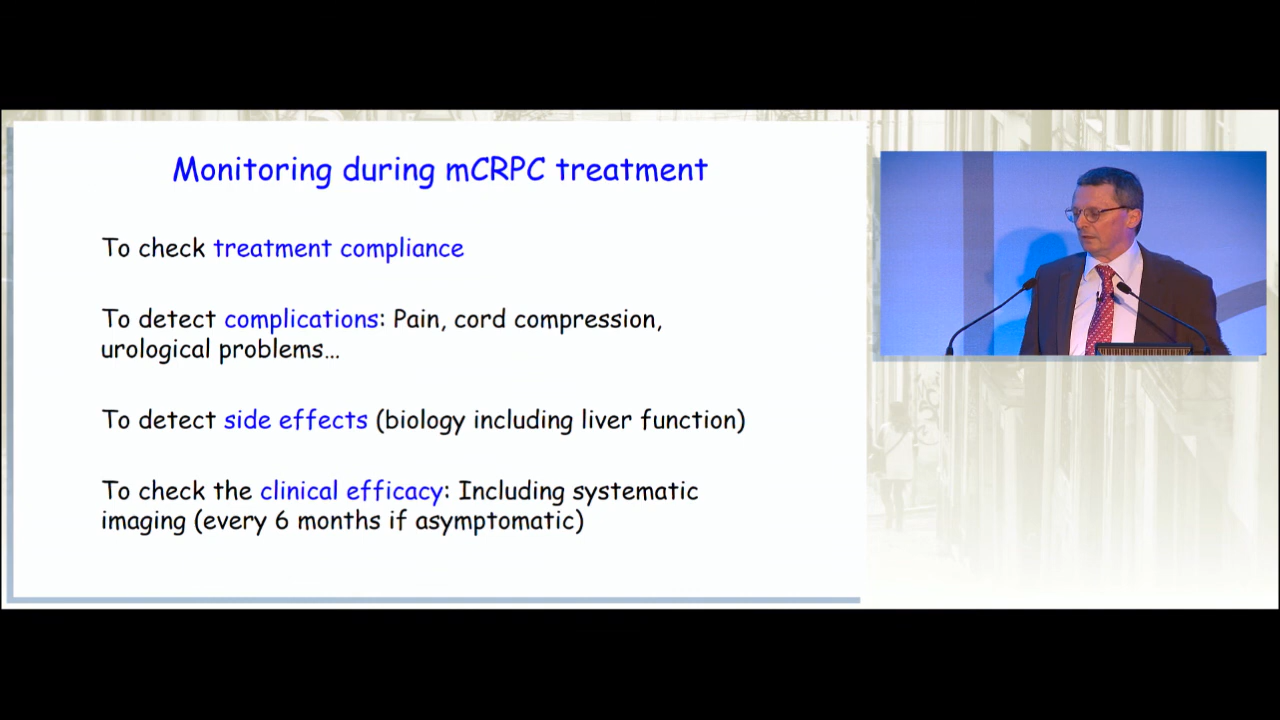 Monitoring during mCRPC treatment
To check treatment compliance
To detect complications: Pain, cord compression,
urological problems…
To detect side effects (biology including liver function)
To check the clinical efficacy: Including systematic
imaging (every 6 months if asymptomatic)